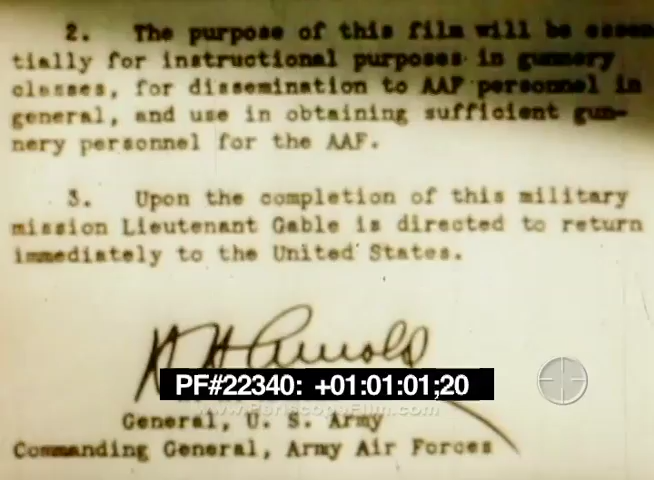 2. The purpose of this film will be essen
tially for instructional purposes in gunnery
classes, for dissemination to AAF personnel in
general, and use in obtaining sufficient gun-
nery personnel for the AAF.
3. Upon the completion of this military
mission Lieutenant Gable is directed to return
immediately to the United States.
H H Arnold
PF#22340: +01:01:01;20
www.PeriscopeFilm.com
General, U. S. Army
Commanding General, Army Air Forces